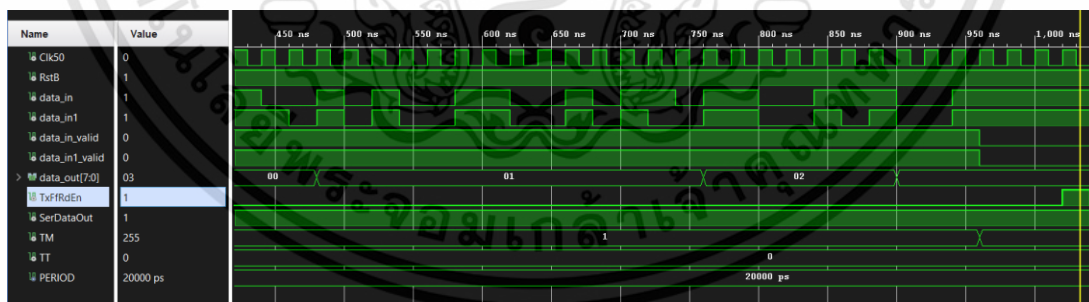 Name Value
450 ns 500 ns 550 ns 600 ns 650 ns 700 ns 750 ns 800 ns 850 ns 900 ns 950 ns 1,000 ns
Clk50 0
RstB 1
data_in 1
data_in1 1
data_in_valid 0
data_in1_valid 0
data_out[7:0] 03 00 01 02
TxFfRdEn 1
SerDataOut 1
TM 255 1
TT 0 0
PERIOD 20000 ps 20000 ps